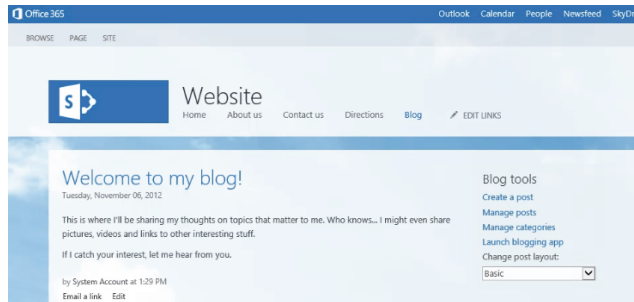 Office 365
Outlook Calendar People Newsfeed SkyDr
BROWSE PAGE SITE
S
Website
Home About us Contact us Directions Blog EDIT LINKS
Welcome to my blog!
Tuesday, November 06, 2012
This is where I'll be sharing my thoughts on topics that matter to me. Who knows... I might even share
pictures, videos and links to other interesting stuff.
If I catch your interest, let me hear from you.
by System Account at 1:29 PM
Email a link Edit
Blog tools
Create a post
Manage posts
Manage categories
Launch blogging app
Change post layout:
Basic